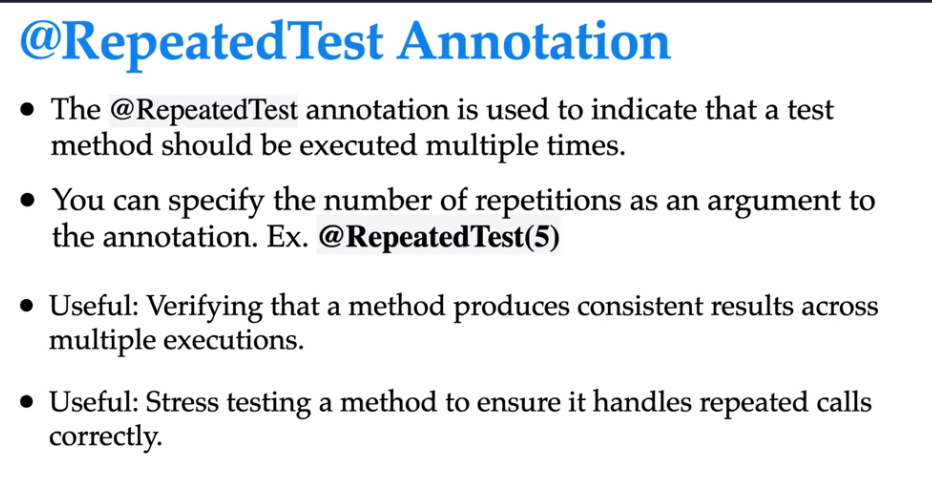 @RepeatedTest Annotation
• The @RepeatedTest annotation is used to indicate that a test
method should be executed multiple times.
• You can specify the number of repetitions as an argument to
the annotation. Ex. @RepeatedTest(5)
• Useful: Verifying that a method produces consistent results across
multiple executions.
• Useful: Stress testing a method to ensure it handles repeated calls
correctly.